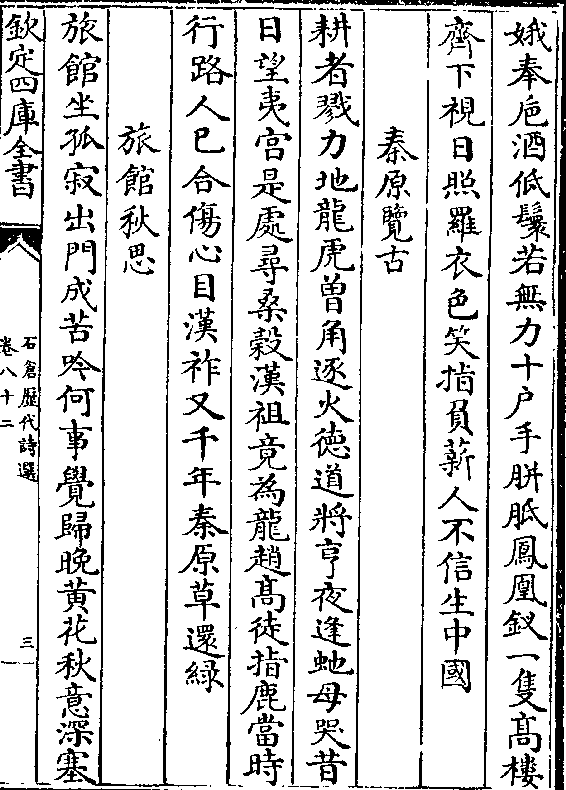 娥奉卮酒低鬟若無力十户手胼胝鳳凰釵一隻髙樓
齊下視日照羅衣色笑指負薪人不信生中國
秦原覽古
耕者戮力地龍虎曽角逐火徳道將亨夜逢虵母哭昔
日望夷宫是處尋桑榖漢祖竟為龍趙髙徒指鹿當時
行路人已合傷心目漢祚又千年秦原草還緑
旅館秋思
旅館坐孤寂出門成苦吟何事覺歸晚黄花秋意深塞
欽定四庫全書
石倉歷代詩選
卷八十二
三